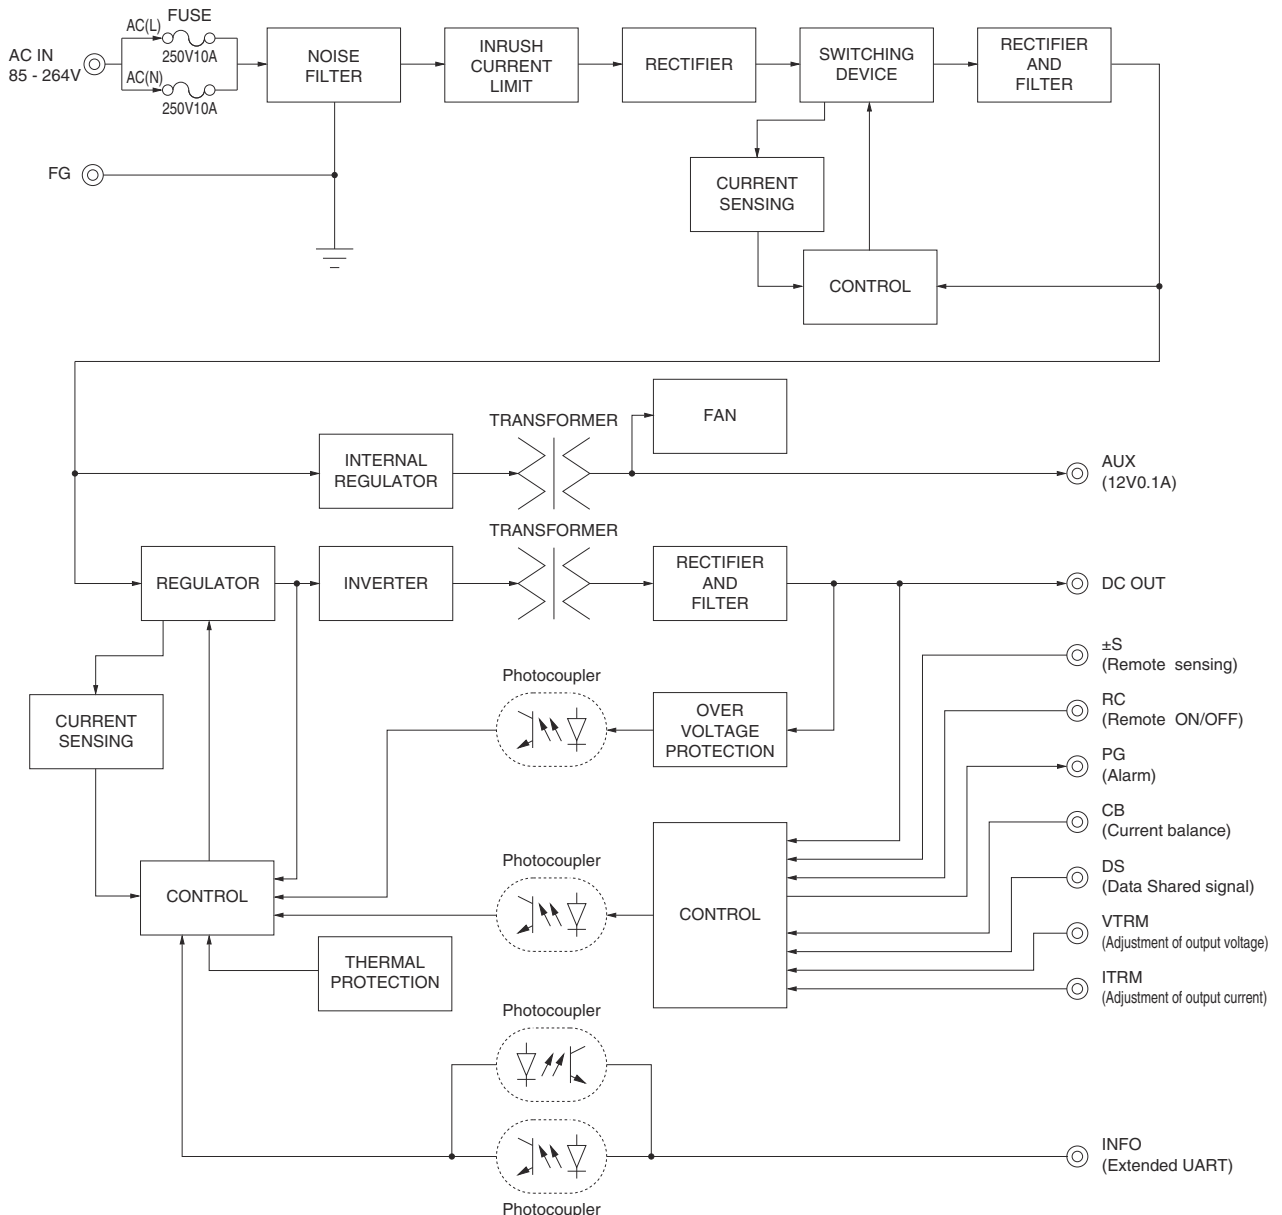 FUSE
AC(L)
250V10A
AC IN
85 - 264V
AC(N)
250V10A
NOISE
FILTER
INRUSH
CURRENT
LIMIT
RECTIFIER
SWITCHING
DEVICE
RECTIFIER
AND
FILTER
FG
CURRENT
SENSING
CONTROL
TRANSFORMER
FAN
INTERNAL
REGULATOR
AUX
(12V0.1A)
TRANSFORMER
REGULATOR
INVERTER
RECTIFIER
AND
FILTER
DC OUT
±S
(Remote sensing)
Photocoupler
CURRENT
SENSING
OVER
VOLTAGE
PROTECTION
RC
(Remote ON/OFF)
PG
(Alarm)
CB
(Current balance)
Photocoupler
CONTROL
CONTROL
DS
(Data Shared signal)
VTRM
(Adjustment of output voltage)
THERMAL
PROTECTION
ITRM
(Adjustment of output current)
Photocoupler
INFO
(Extended UART)
Photocoupler